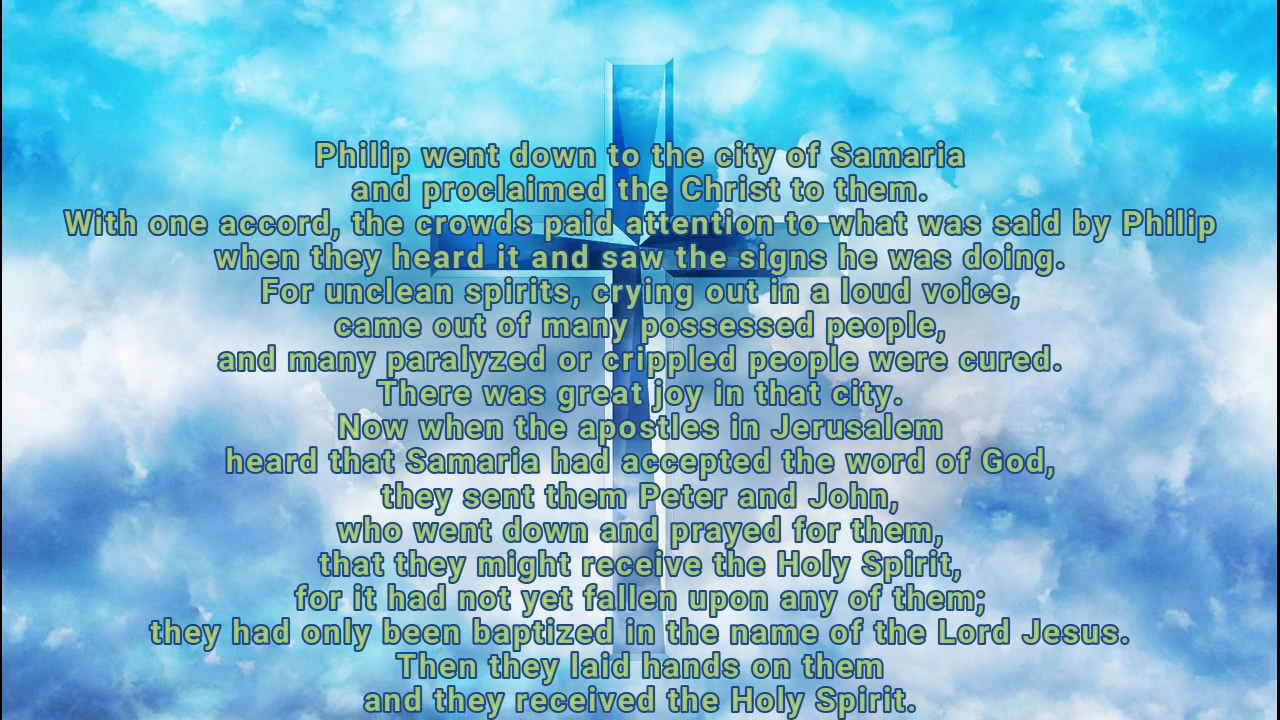 Philip went down to the city of Samaria
and proclaimed the Christ to them.
With one accord, the crowds paid attention to what was said by Philip
when they heard it and saw the signs he was doing.
For unclean spirits, crying out in a loud voice,
came out of many possessed people,
and many paralyzed or crippled people were cured.
There was great joy in that city.
Now when the apostles in Jerusalem
heard that Samaria had accepted the word of God,
they sent them Peter and John,
who went down and prayed for them,
that they might receive the Holy Spirit,
for it had not yet fallen upon any of them;
they had only been baptized in the name of the Lord Jesus.
Then they laid hands on them
and they received the Holy Spirit.